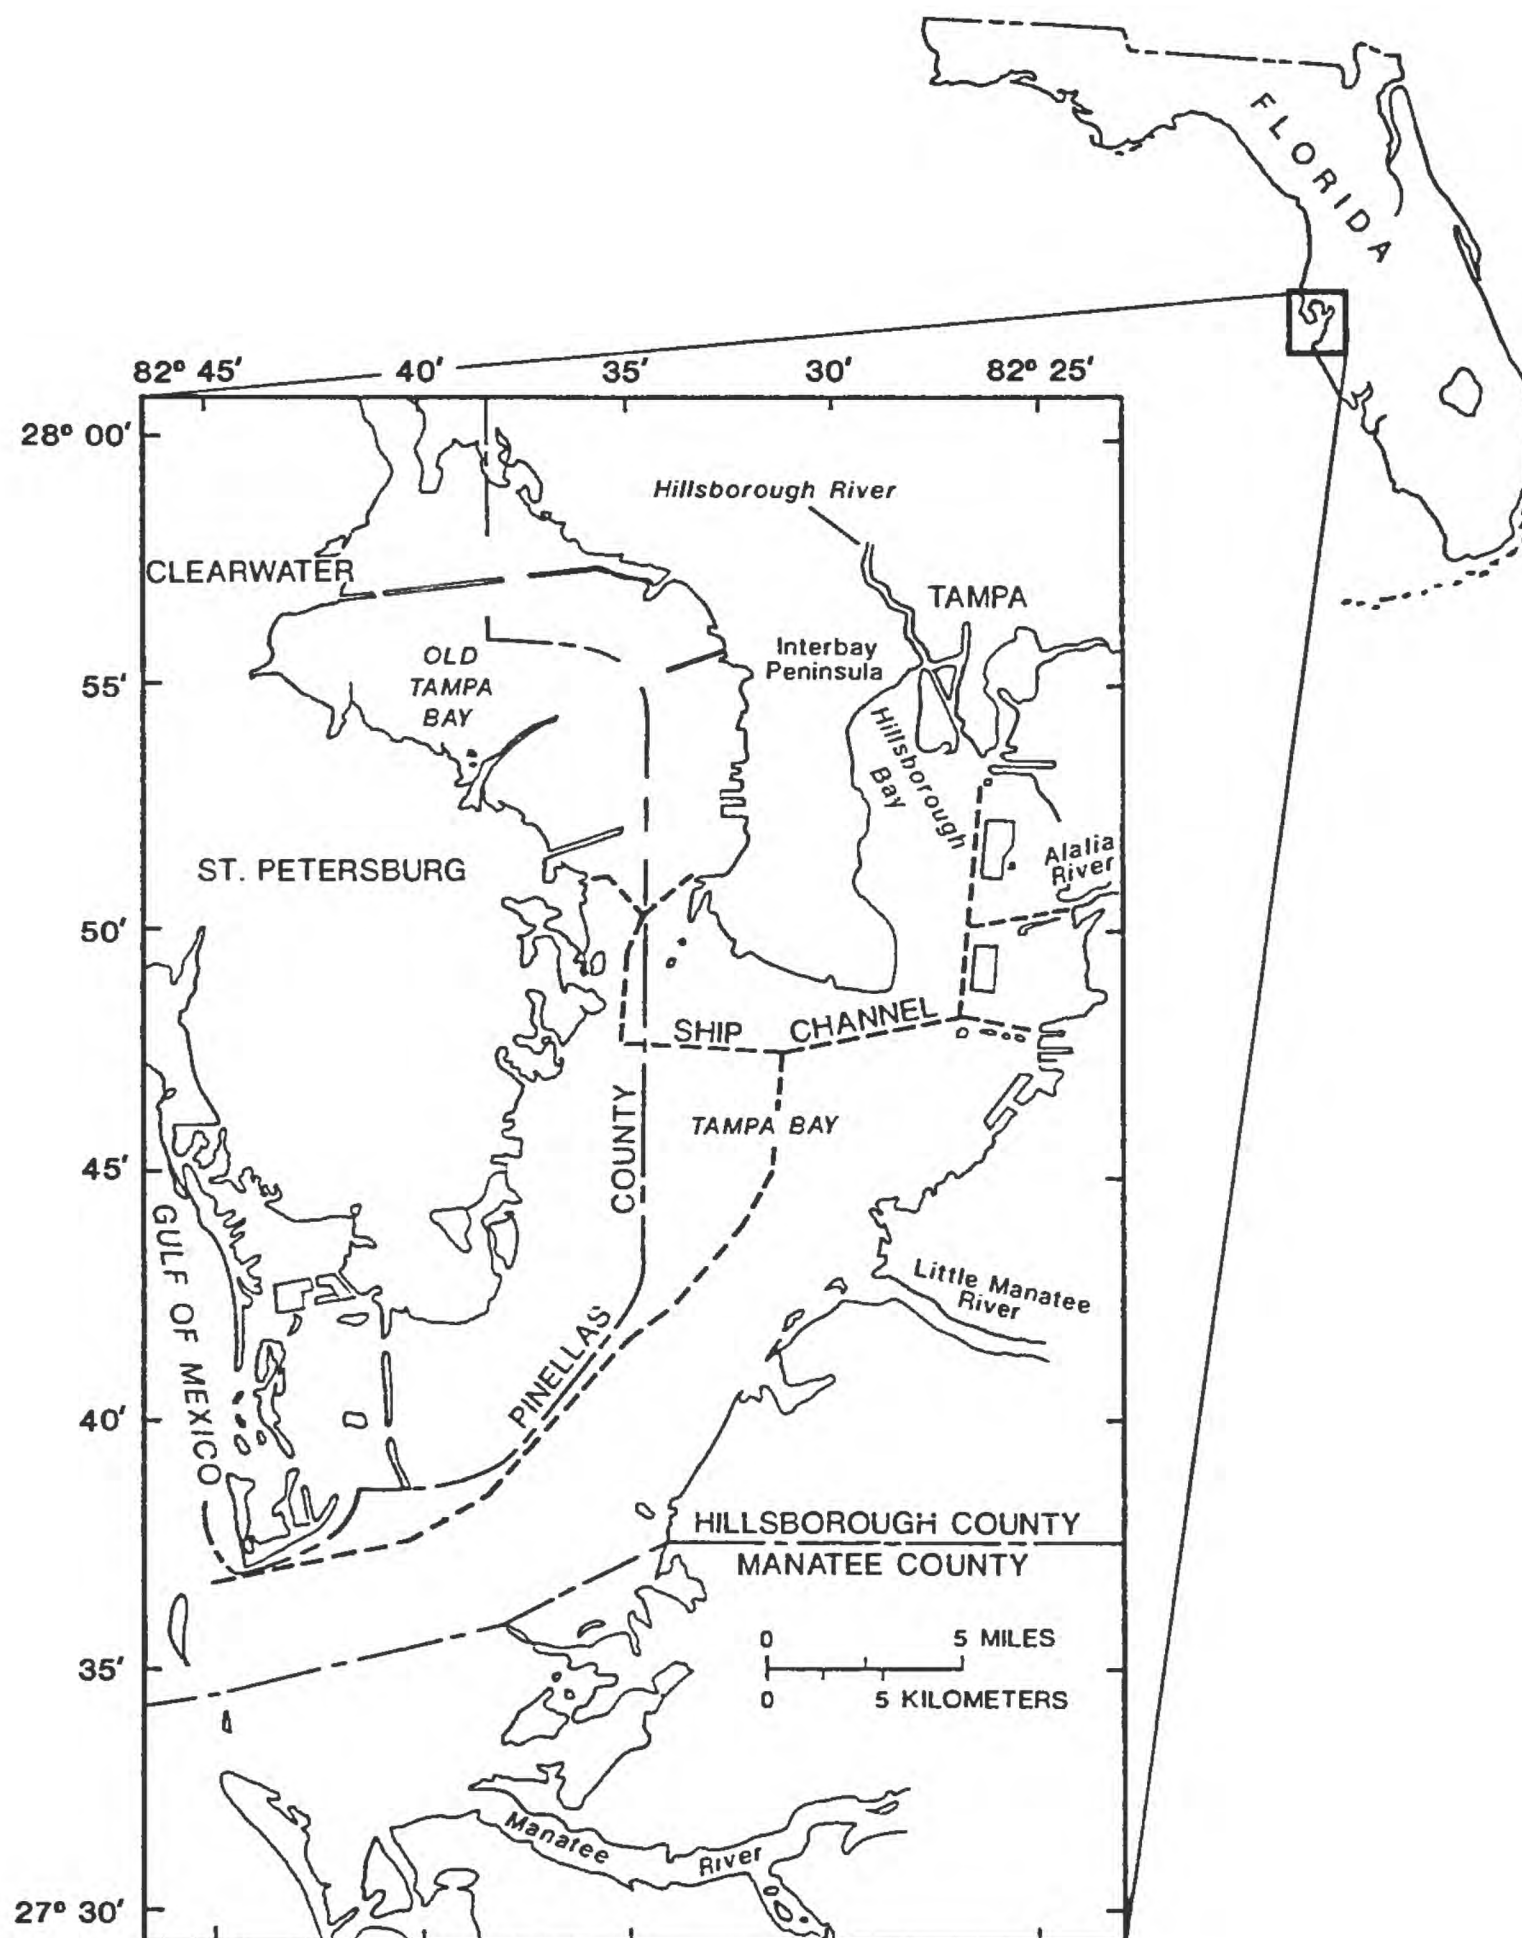 FLORIDA
82° 45'
40'
35'
30'
82° 25'
28° 00'
Hillsborough River
CLEARWATER
TAMPA
OLD
TAMPA
BAY
Interbay
Peninsula
55'
Hillsborough
Bay
ST. PETERSBURG
Alalia
River
50'
SHIP CHANNEL
COUNTY
TAMPA BAY
45'
GULF OF MEXICO
Little Manatee
River
PINELLAS
40'
HILLSBOROUGH COUNTY
MANATEE COUNTY
0 5 MILES
35'
0 5 KILOMETERS
Manatee River
27° 30'